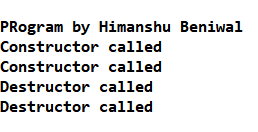 PRogram by Himanshu Beniwal
Constructor called
Constructor called
Destructor called
Destructor called